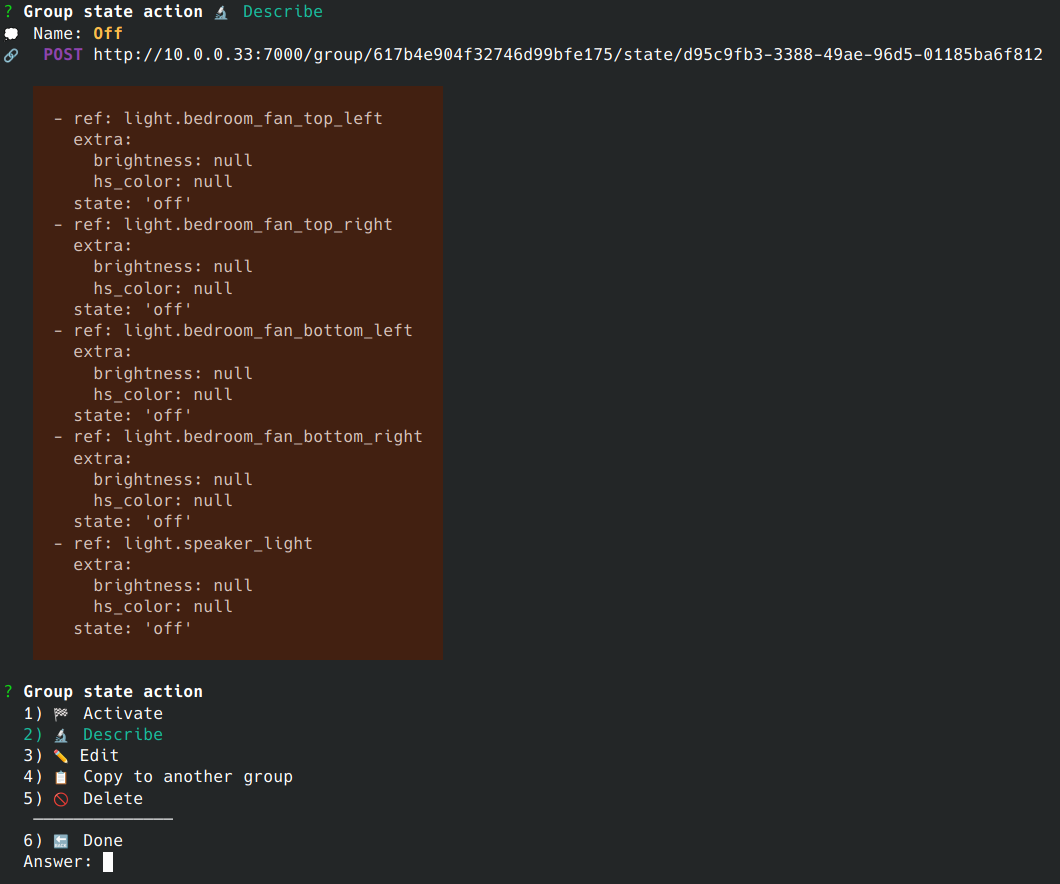 ? Group state action 🔬 Describe
💭 Name: Off
🔗 POST http://10.0.0.33:7000/group/617b4e904f32746d99bfe175/state/d95c9fb3-3388-49ae-96d5-01185ba6f812
- ref: light.bedroom_fan_top_left
extra:
brightness: null
hs_color: null
state: 'off'
- ref: light.bedroom_fan_top_right
extra:
brightness: null
hs_color: null
state: 'off'
- ref: light.bedroom_fan_bottom_left
extra:
brightness: null
hs_color: null
state: 'off'
- ref: light.bedroom_fan_bottom_right
extra:
brightness: null
hs_color: null
state: 'off'
- ref: light.speaker_light
extra:
brightness: null
hs_color: null
state: 'off'
? Group state action
1) 🏁 Activate
2) 🔬 Describe
3) ✏️ Edit
4) 📋 Copy to another group
5) 🚫 Delete
──────────────
6) 🔙 Done
Answer: